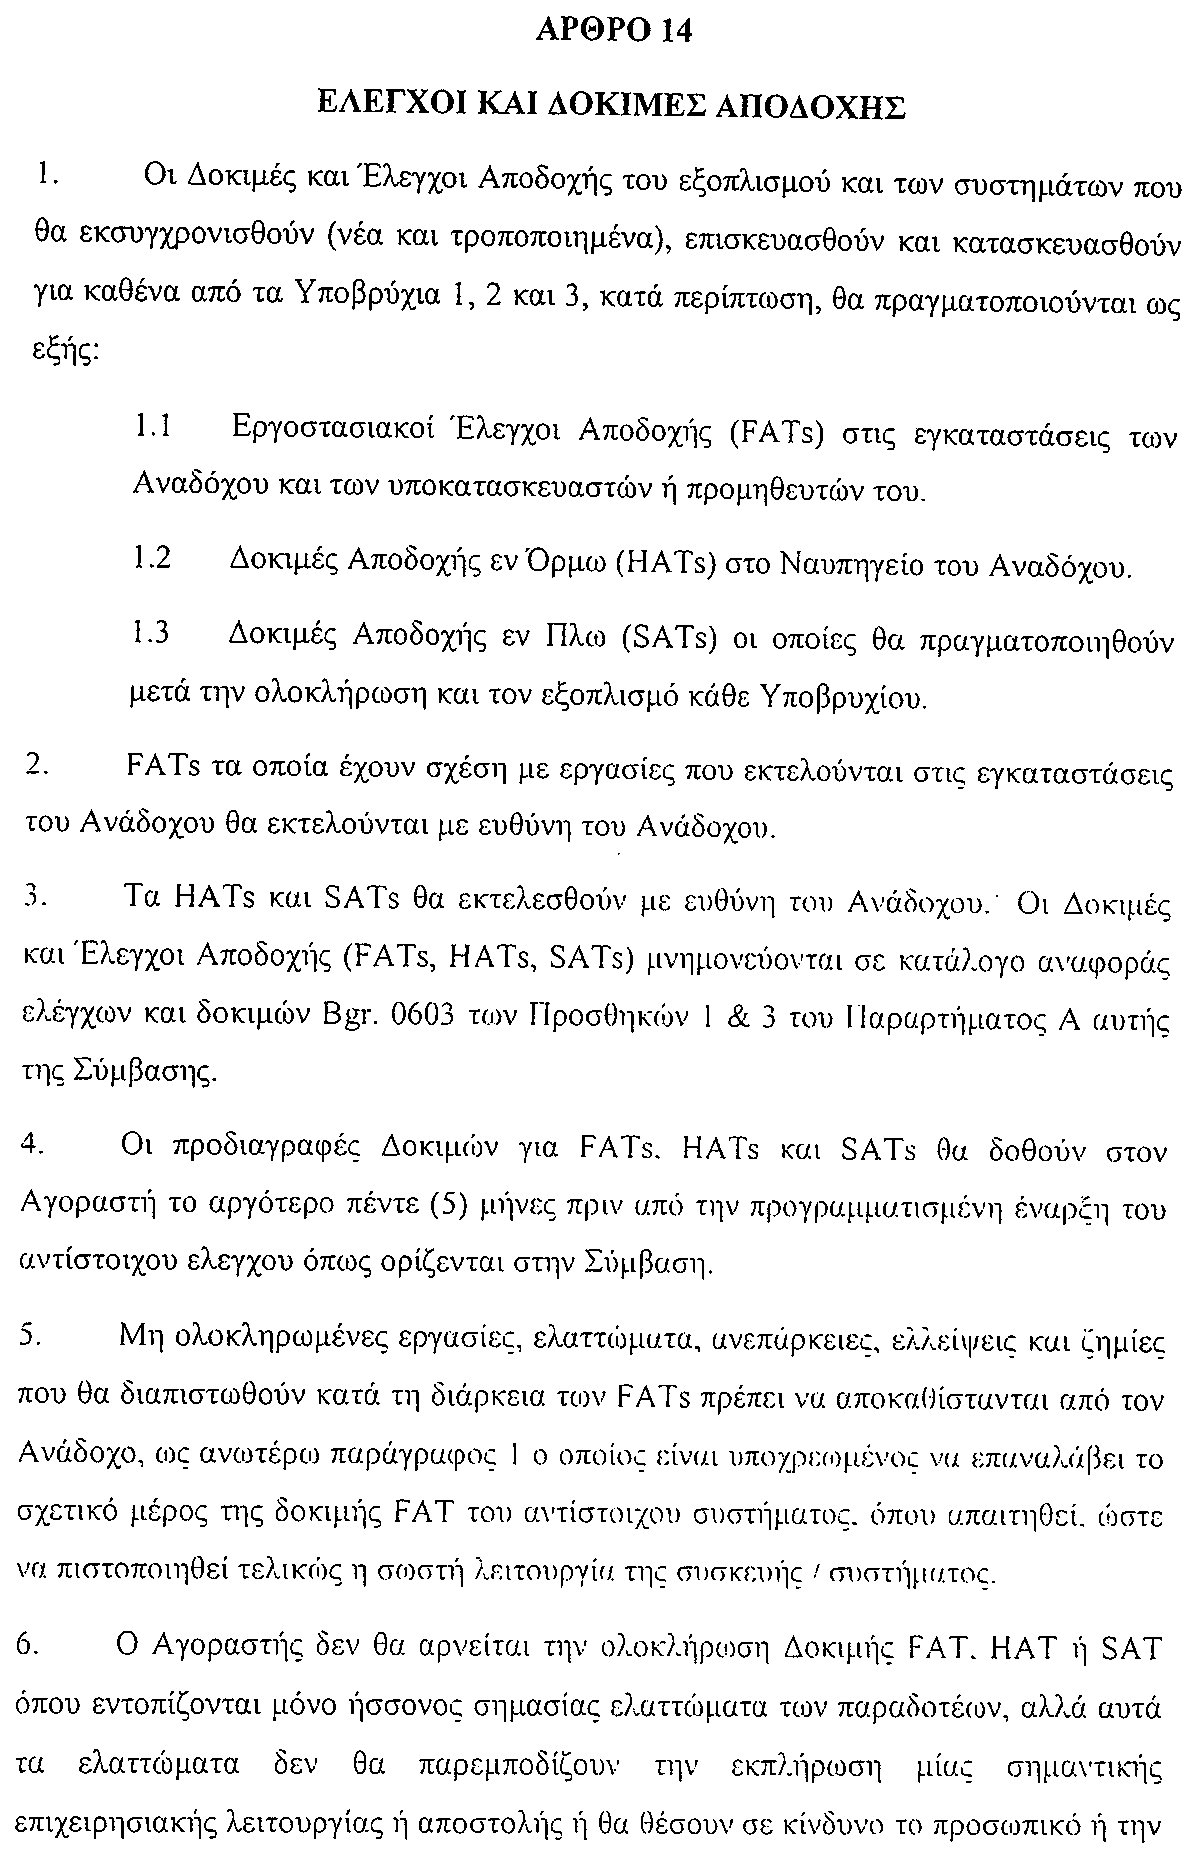 ΑΡΘΡΟ 14
ΕΛΕΓΧΟΙ ΚΑΙ ΔΟΚΙΜΕΣ ΑΠΟΔΟΧΗΣ
1. Οι Δοκιμές και Έλεγχοι Αποδοχής του εξοπλισμού και των συστημάτων που
θα εκσυγχρονισθούν (νέα και τροποποιημένα), επισκευασθούν και κατασκευασθούν
για καθένα από τα Υποβρύχια 1, 2 και 3, κατά περίπτωση, θα πραγματοποιούνται ως
εξής:
1.1 Εργοστασιακοί Έλεγχοι Αποδοχής (FATs) στις εγκαταστάσεις των
Αναδόχου και των υποκατασκευαστών ή προμηθευτών του.
1.2 Δοκιμές Αποδοχής εν Όρμω (HATs) στο Ναυπηγείο του Αναδόχου.
1.3 Δοκιμές Αποδοχής εν Πλω (SATs) οι οποίες θα πραγματοποιηθούν
μετά την ολοκλήρωση και τον εξοπλισμό κάθε Υποβρυχίου.
2. FATs τα οποία έχουν σχέση με εργασίες που εκτελούνται στις εγκαταστάσεις
του Ανάδοχου θα εκτελούνται με ευθύνη του Ανάδοχου.
3. Τα HATs και SATs θα εκτελεσθούν με ευθύνη του Ανάδοχου. Οι Δοκιμές
και Έλεγχοι Αποδοχής (FATs, HATs, SATs) μνημονεύονται σε κατάλογο αναφοράς
ελέγχων και δοκιμών Bgr. 0603 των Προσθηκών 1 & 3 του Παραρτήματος Α αυτής
της Σύμβασης.
4. Οι προδιαγραφές Δοκιμών για FATs, HATs και SATs θα δοθούν στον
Αγοραστή το αργότερο πέντε (5) μήνες πριν από την προγραμματισμένη έναρξη του
αντίστοιχου ελεγχου όπως ορίζενται στην Σύμβαση.
5. Μη ολοκληρωμένες εργασίες, ελαττώματα, ανεπάρκειες, ελλείψεις και ζημίες
που θα διαπιστωθούν κατά τη διάρκεια των FATs πρέπει να αποκαθίστανται από τον
Ανάδοχο, ως ανωτέρω παράγραφος 1 ο οποίος είναι υποχρεωμένος να επαναλάβει το
σχετικό μέρος της δοκιμής FAT του αντίστοιχου συστήματος, όπου απαιτηθεί, ώστε
να πιστοποιηθεί τελικώς η σωστή λειτουργία της συσκευής / συστήματος.
6. Ο Αγοραστής δεν θα αρνείται την ολοκλήρωση Δοκιμής FAT, HAT ή SAT
όπου εντοπίζονται μόνο ήσσονος σημασίας ελαττώματα των παραδοτέων, αλλά αυτά
τα ελαττώματα δεν θα παρεμποδίζουν την εκπλήρωση μίας σημαντικής
επιχειρησιακής λειτουργίας ή αποστολής ή θα θέσουν σε κίνδυνο το προσωπικό ή την